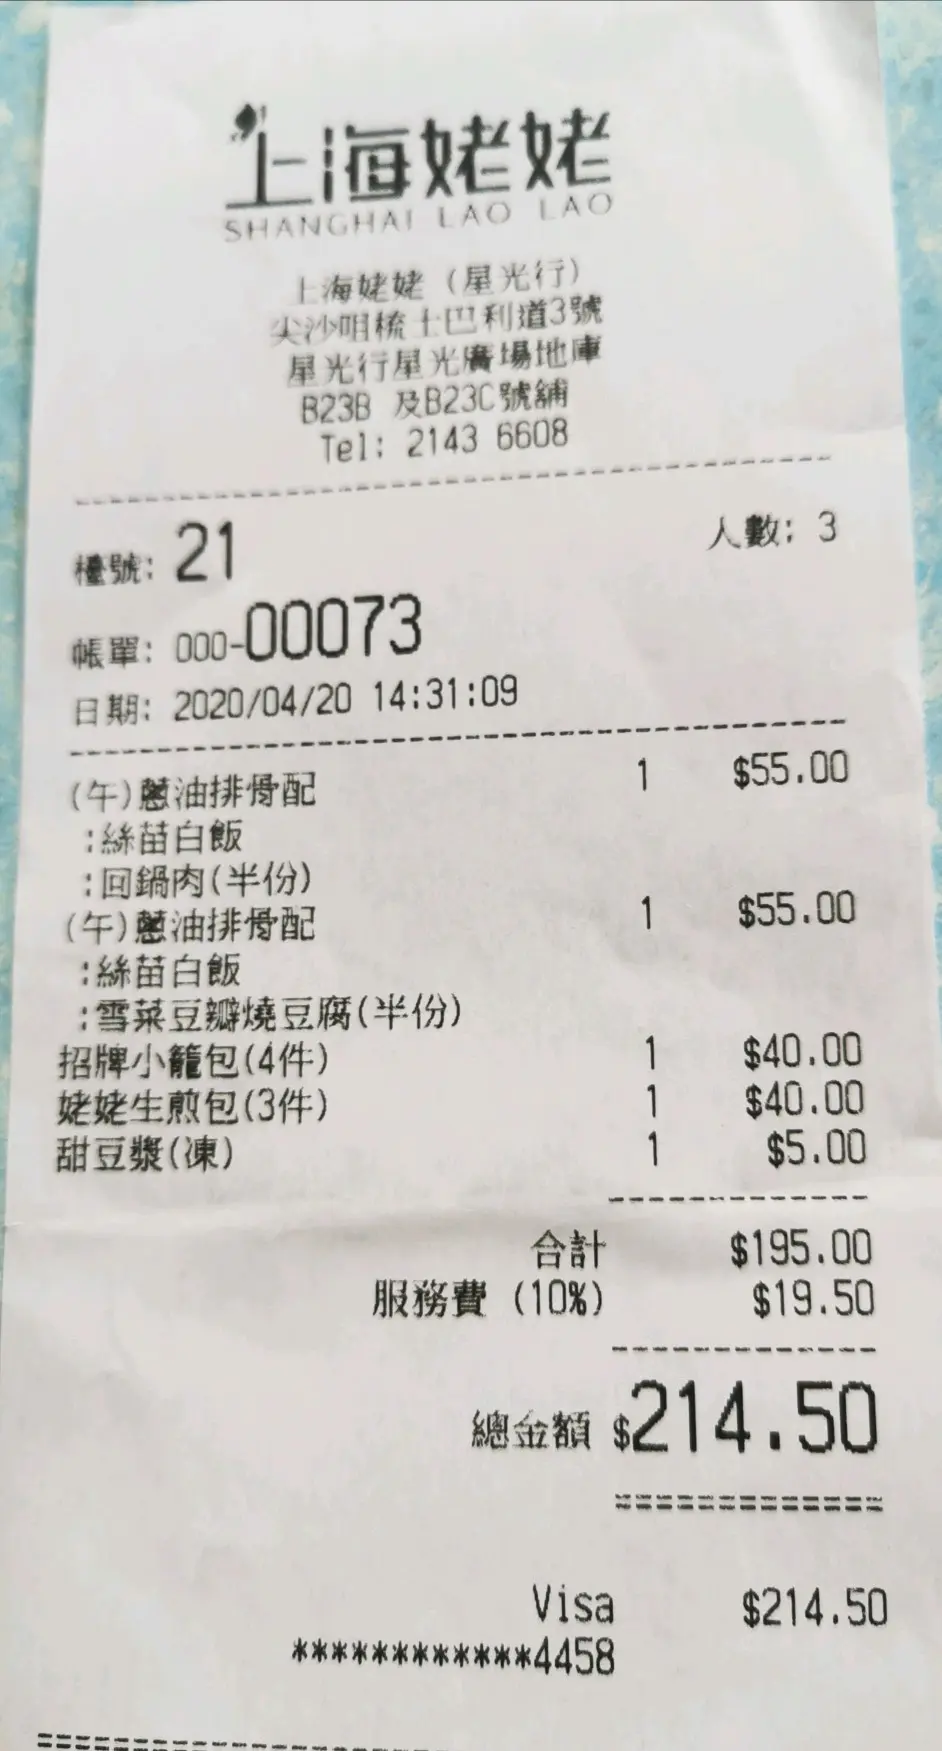 上海姥姥
SHANGHAI LAO LAO
上海姥姥 (星光行)
尖沙咀梳士巴利道3號
星光行星光廣場地庫
B23B 及B23C號舖
Tel: 2143 6608
檯號: 21 人數: 3
帳單: 000-00073
日期: 2020/04/20 14:31:09
(午)蔥油排骨配 1 $55.00
:絲苗白飯
:回鍋肉(半份)
(午)蔥油排骨配 1 $55.00
:絲苗白飯
:雪菜豆瓣燒豆腐(半份)
招牌小籠包(4件) 1 $40.00
姥姥生煎包(3件) 1 $40.00
甜豆漿(凍) 1 $5.00
合計 $195.00
服務費 (10%) $19.50
總金額 $214.50
Visa $214.50
************4458